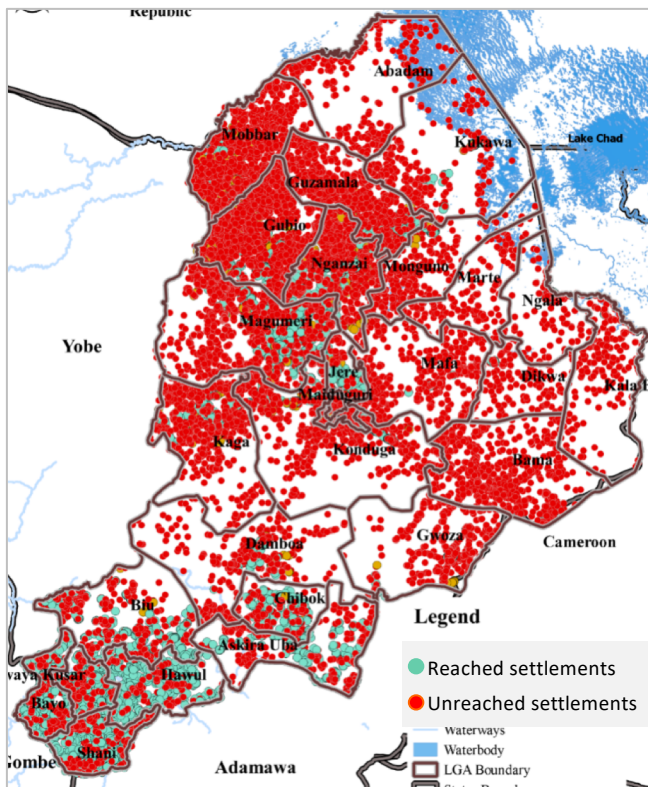 Republic
Abadam
Mobbar
Kukawa
Lake Chad
Guzamala
Gubio
Nganzai
Monguno
Marte
Ngala
Magumeri
Yobe
Jere
Mafa
Dikwa
Kala B
Maiduguri
Kaga
Konduga
Bama
Damboa
Gwoza
Cameroon
Biu
Chibok
Legend
Askira Uba
waya Kusar
Hawul
Reached settlements
Bayo
Unreached settlements
Waterways
Shani
Waterbody
Gombe
Adamawa
LGA Boundary